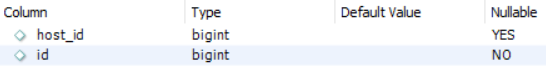 Column Type Default Value Nullable
host_id bigint YES
id bigint NO